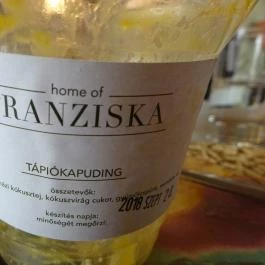 home of
RANZISKA
TÁPIÓKAPUDING
összetevők:
kókusztej, kókuszvirág cukor,
készítés napja: 2018 SZEPT
minőségét megőrzi: